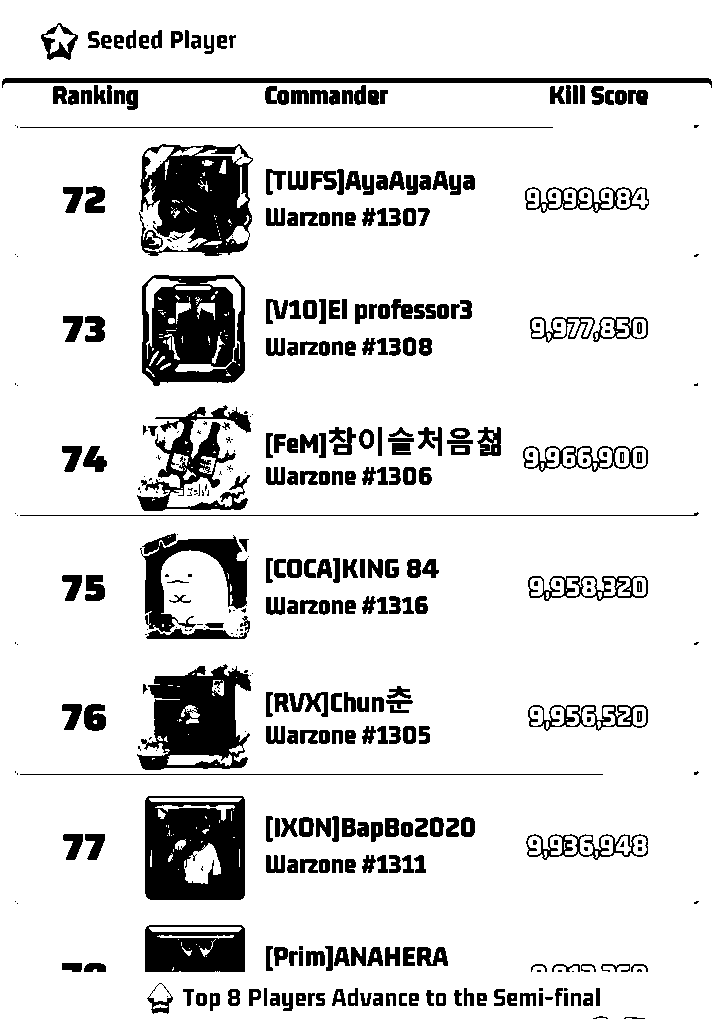 Seeded Player
Ranking Commander Kill Score
72 [TWFS]AyaAyaAya 9,999,984
Warzone #1307
73 [V10]El professor3 9,977,850
Warzone #1308
74 [FeM]참이슬처음첤 9,966,900
Warzone #1306
75 [COCA]KING 84 9,958,320
Warzone #1316
76 [RVX]Chun춘 9,956,520
Warzone #1305
77 [IXON]BapBo2020 9,936,948
Warzone #1311
[Prim]ANAHERA
Top 8 Players Advance to the Semi-final